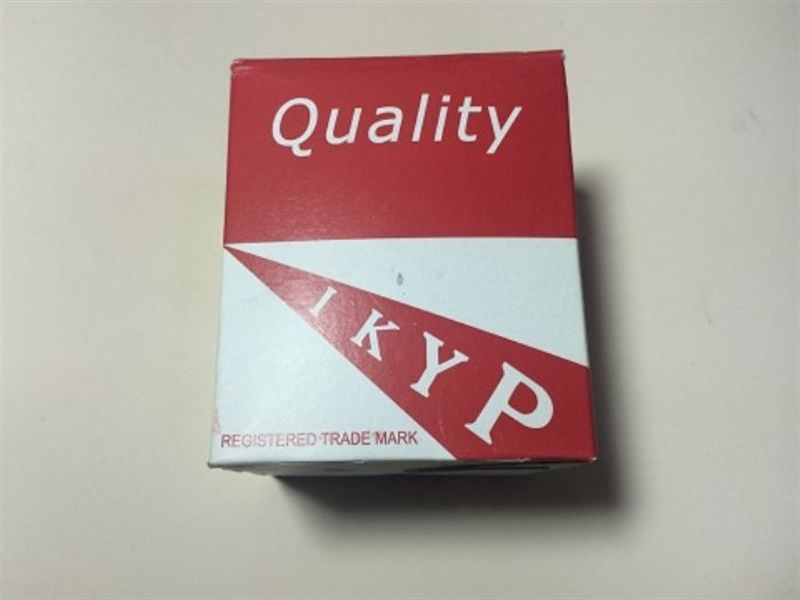 Quality
IKYP
REGISTERED TRADE MARK